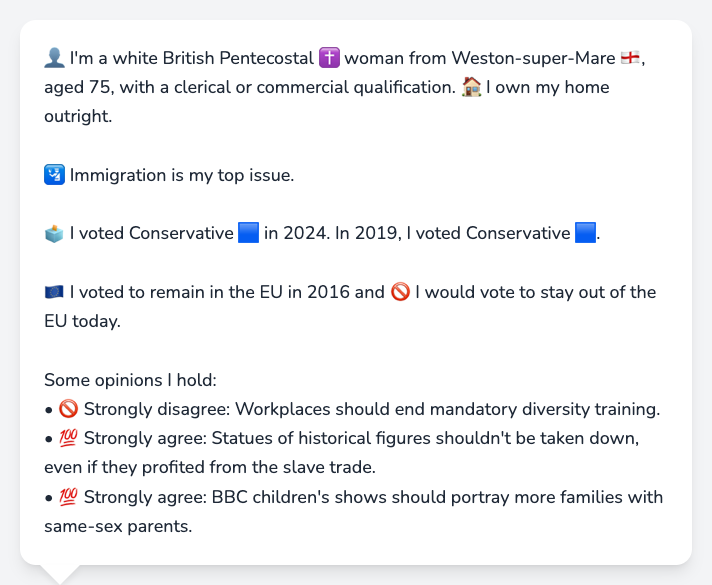 👤 I'm a white British Pentecostal ✝️ woman from Weston-super-Mare 🏴󠁧󠁢󠁥󠁮󠁧󠁿,
aged 75, with a clerical or commercial qualification. 🏠 I own my home
outright.
🛂 Immigration is my top issue.
🗳️ I voted Conservative 🟦 in 2024. In 2019, I voted Conservative 🟦.
🇪🇺 I voted to remain in the EU in 2016 and 🚫 I would vote to stay out of the
EU today.
Some opinions I hold:
• 🚫 Strongly disagree: Workplaces should end mandatory diversity training.
• 💯 Strongly agree: Statues of historical figures shouldn't be taken down,
even if they profited from the slave trade.
• 💯 Strongly agree: BBC children's shows should portray more families with
same-sex parents.